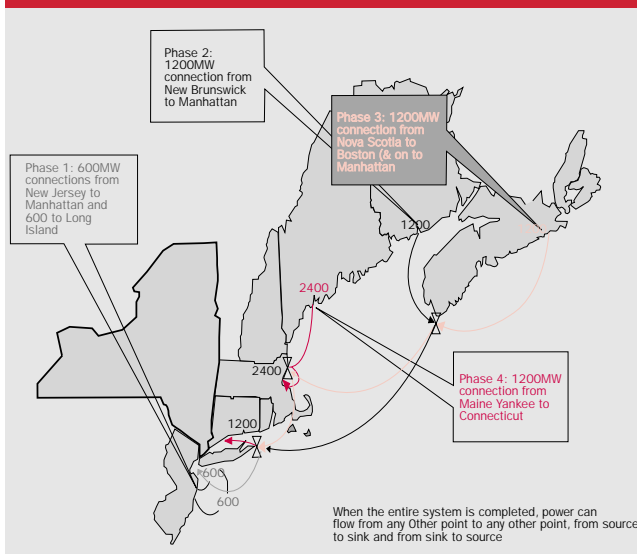 Phase 2:
1200MW
connection from
New Brunswick
to Manhattan
Phase 3: 1200MW
connection from
Nova Scotia to
Boston (& on to
Manhattan
Phase 1: 600MW
connections from
New Jersey to
Manhattan and
600 to Long
Island
1200
2400
2400
Phase 4: 1200MW
connection from
Maine Yankee to
Connecticut
1200
600
600
When the entire system is completed, power can
flow from any Other point to any other point, from source
to sink and from sink to source